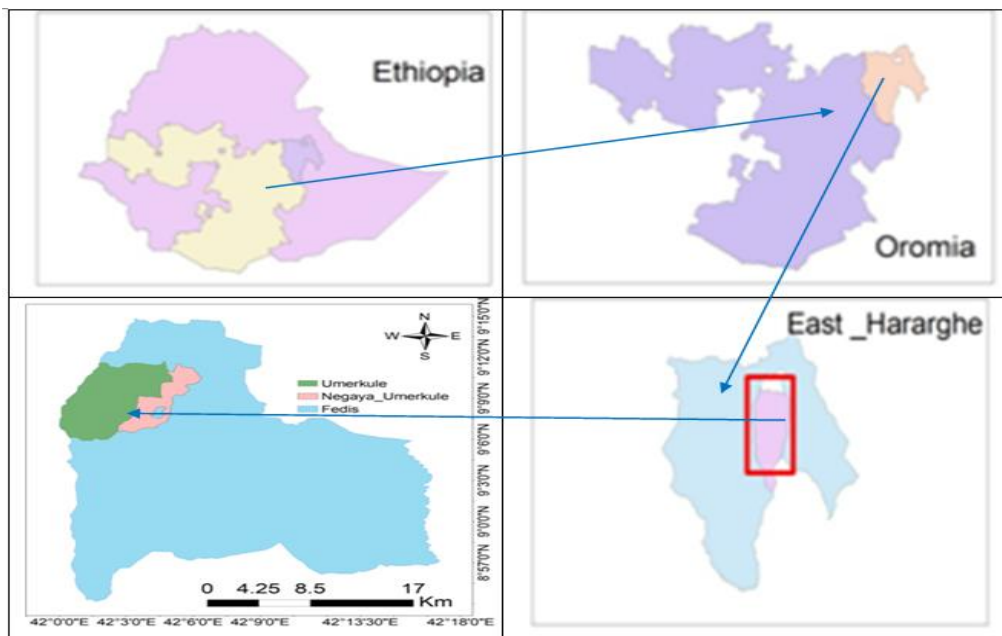 Ethiopia
Oromia
East _Hararghe
N
W E
S
Umerkule
Negaya_Umerkule
Fedis
9°15'0"N
9°12'0"N
9°9'0"N
9°6'0"N
9°3'0"N
9°0'0"N
8°57'0"N
0 4.25 8.5 17
Km
42°0'0"E 42°3'0"E 42°6'0"E 42°9'0"E 42°13'30"E 42°18'0"E